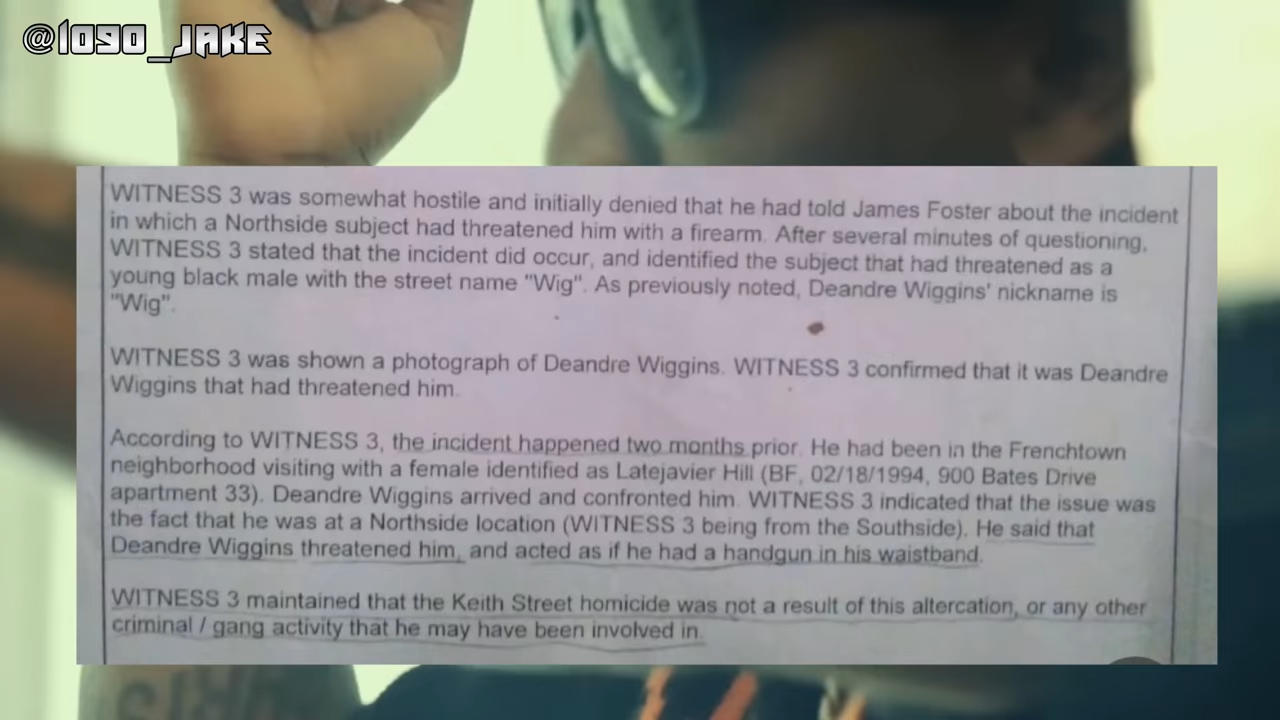 @1090_JAKE
WITNESS 3 was somewhat hostile and initially denied that he had told James Foster about the incident
in which a Northside subject had threatened him with a firearm. After several minutes of questioning,
WITNESS 3 stated that the incident did occur, and identified the subject that had threatened as a
young black male with the street name "Wig". As previously noted, Deandre Wiggins' nickname is
"Wig".
WITNESS 3 was shown a photograph of Deandre Wiggins. WITNESS 3 confirmed that it was Deandre
Wiggins that had threatened him.
According to WITNESS 3, the incident happened two months prior. He had been in the Frenchtown
neighborhood visiting with a female identified as Latejavier Hill (BF, 02/18/1994, 900 Bates Drive
apartment 33). Deandre Wiggins arrived and confronted him. WITNESS 3 indicated that the issue was
the fact that he was at a Northside location (WITNESS 3 being from the Southside). He said that
Deandre Wiggins threatened him, and acted as if he had a handgun in his waistband.
WITNESS 3 maintained that the Keith Street homicide was not a result of this altercation, or any other
criminal / gang activity that he may have been involved in.